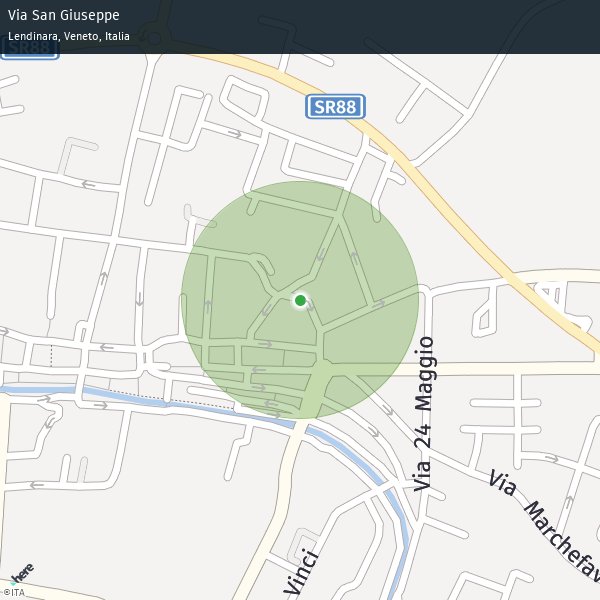 Via San Giuseppe
Lendinara, Veneto, Italia
SR88
SR88
Via 24 Maggio
Via Marchefav
Vinci
here
©ITA